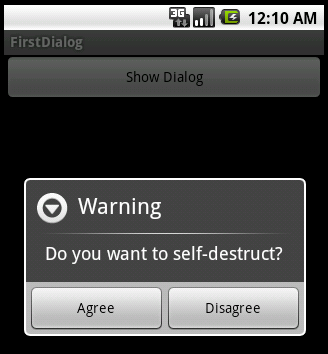 3G 12:10 AM
FirstDialog
Show Dialog
Warning
Do you want to self-destruct?
Agree Disagree